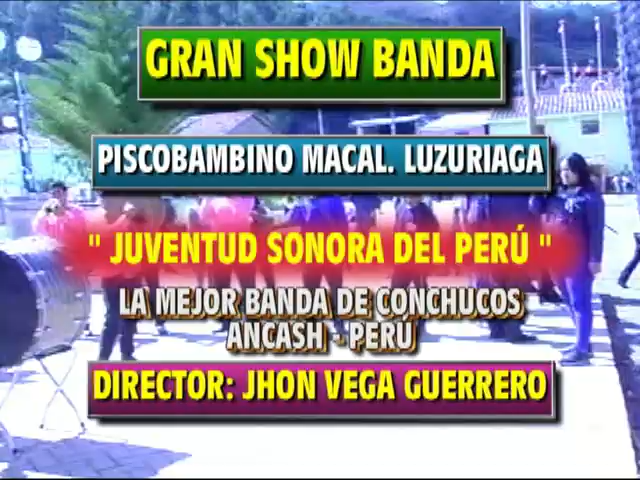 GRAN SHOW BANDA
PISCOBAMBINO MACAL. LUZURIAGA
" JUVENTUD SONORA DEL PERÚ "
LA MEJOR BANDA DE CONCHUCOS
ANCASH - PERÚ
DIRECTOR: JHON VEGA GUERRERO